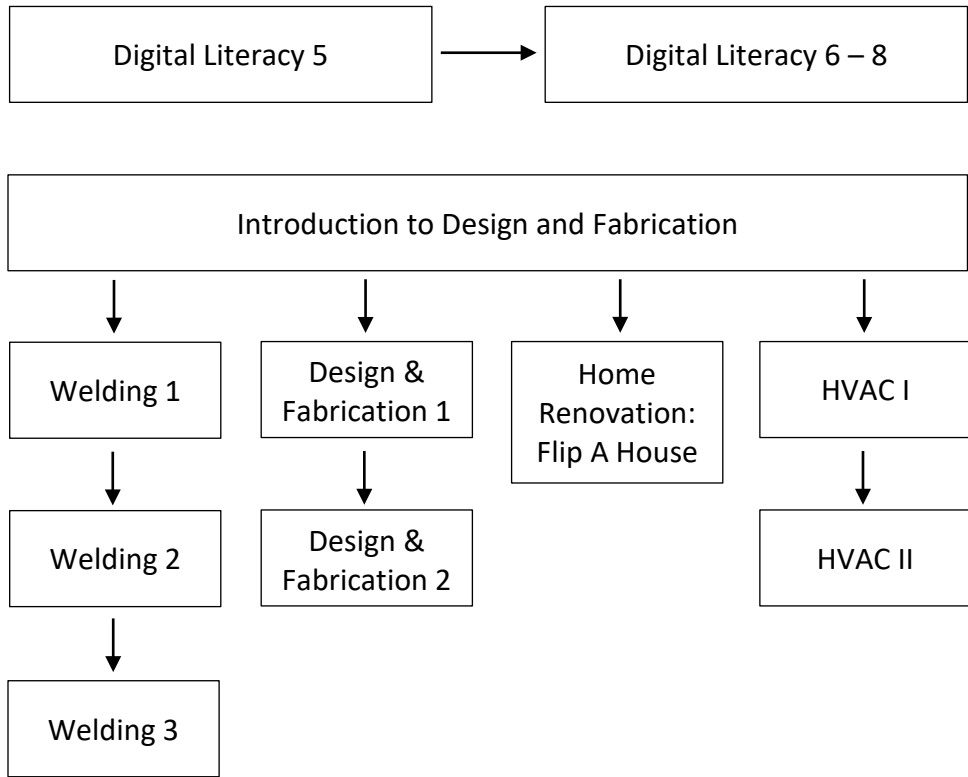 Digital Literacy 5
Digital Literacy 6 – 8
Introduction to Design and Fabrication
Welding 1
Design &
Fabrication 1
Home
Renovation:
Flip A House
HVAC I
Welding 2
Design &
Fabrication 2
HVAC II
Welding 3